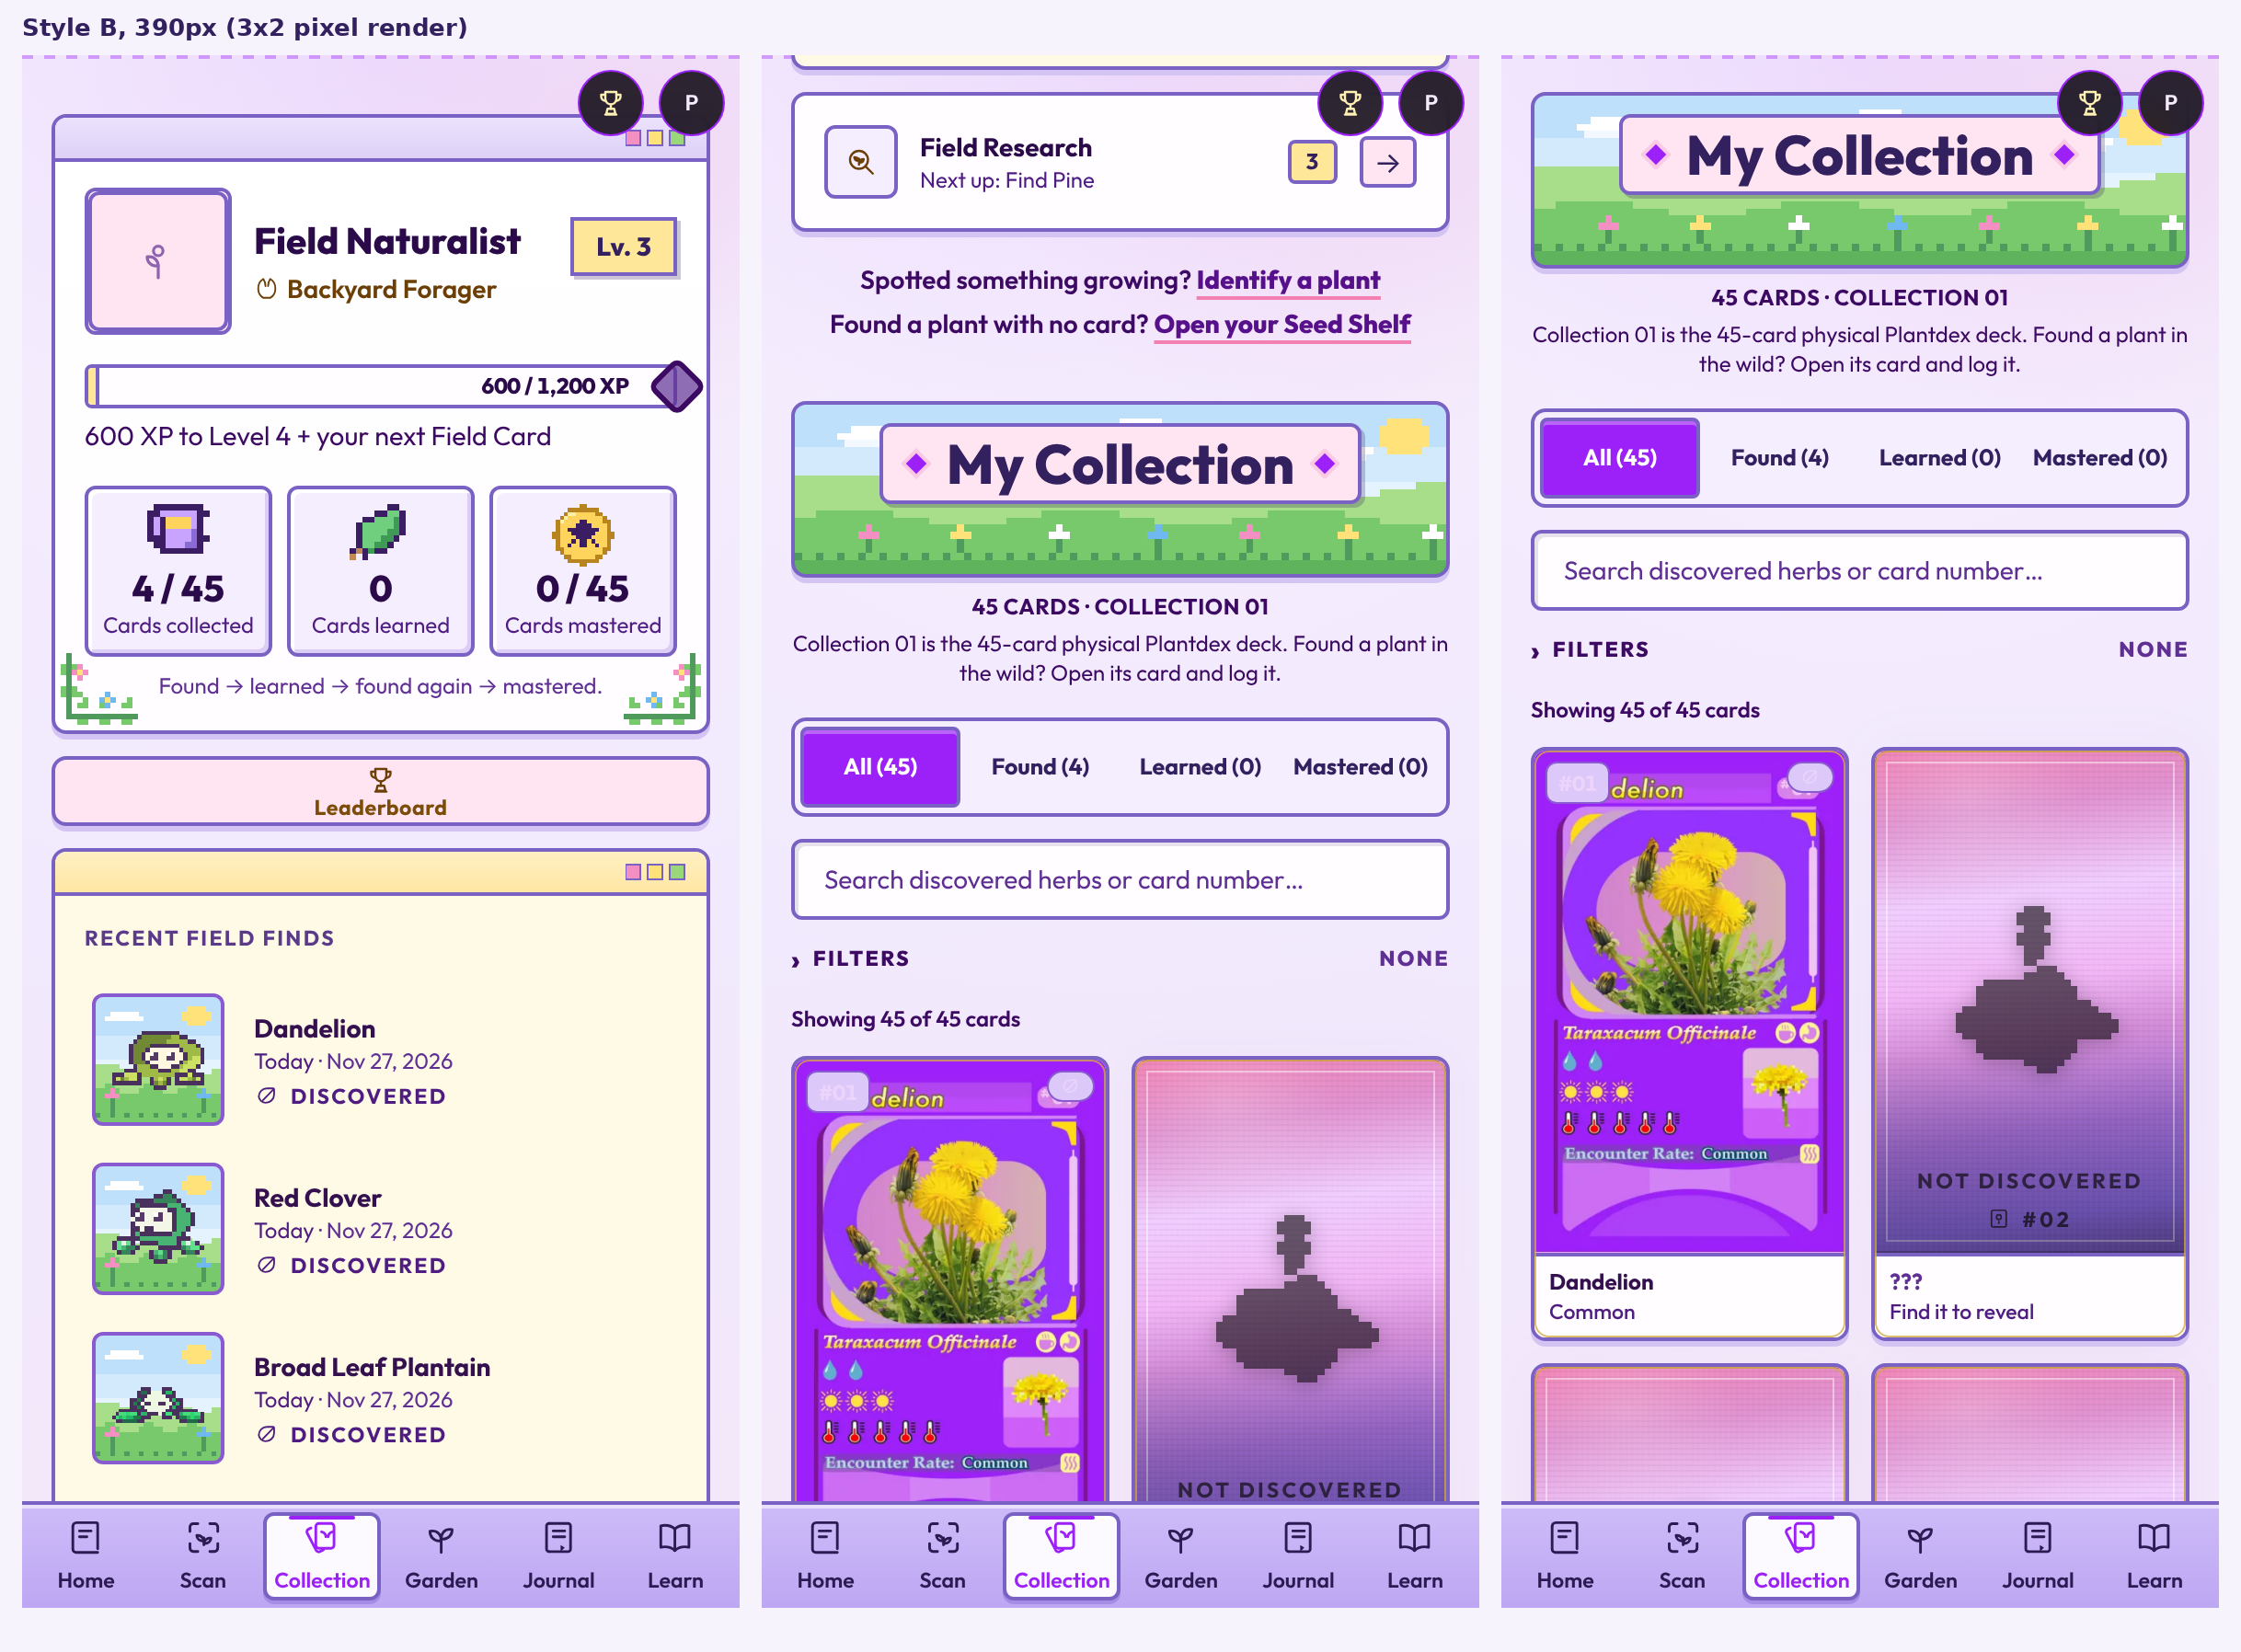 Style B, 390px (3x2 pixel render)
P
Field Naturalist
Lv. 3
Backyard Forager
600 / 1,200 XP
600 XP to Level 4 + your next Field Card
4 / 45
Cards collected
0
Cards learned
0 / 45
Cards mastered
Found → learned → found again → mastered.
Leaderboard
RECENT FIELD FINDS
Dandelion
Today · Nov 27, 2026
DISCOVERED
Red Clover
Today · Nov 27, 2026
DISCOVERED
Broad Leaf Plantain
Today · Nov 27, 2026
DISCOVERED
Home
Scan
Collection
Garden
Journal
Learn
P
Field Research
Next up: Find Pine
3
→
Spotted something growing? Identify a plant
Found a plant with no card? Open your Seed Shelf
My Collection
45 CARDS · COLLECTION 01
Collection 01 is the 45-card physical Plantdex deck. Found a plant in
the wild? Open its card and log it.
All (45)
Found (4)
Learned (0)
Mastered (0)
Search discovered herbs or card number...
› FILTERS
NONE
Showing 45 of 45 cards
#01
delion
Taraxacum Officinale
Encounter Rate: Common
NOT DISCOVERED
Home
Scan
Collection
Garden
Journal
Learn
P
My Collection
45 CARDS · COLLECTION 01
Collection 01 is the 45-card physical Plantdex deck. Found a plant in
the wild? Open its card and log it.
All (45)
Found (4)
Learned (0)
Mastered (0)
Search discovered herbs or card number...
› FILTERS
NONE
Showing 45 of 45 cards
#01
delion
Taraxacum Officinale
Encounter Rate: Common
Dandelion
Common
NOT DISCOVERED
#02
???
Find it to reveal
Home
Scan
Collection
Garden
Journal
Learn